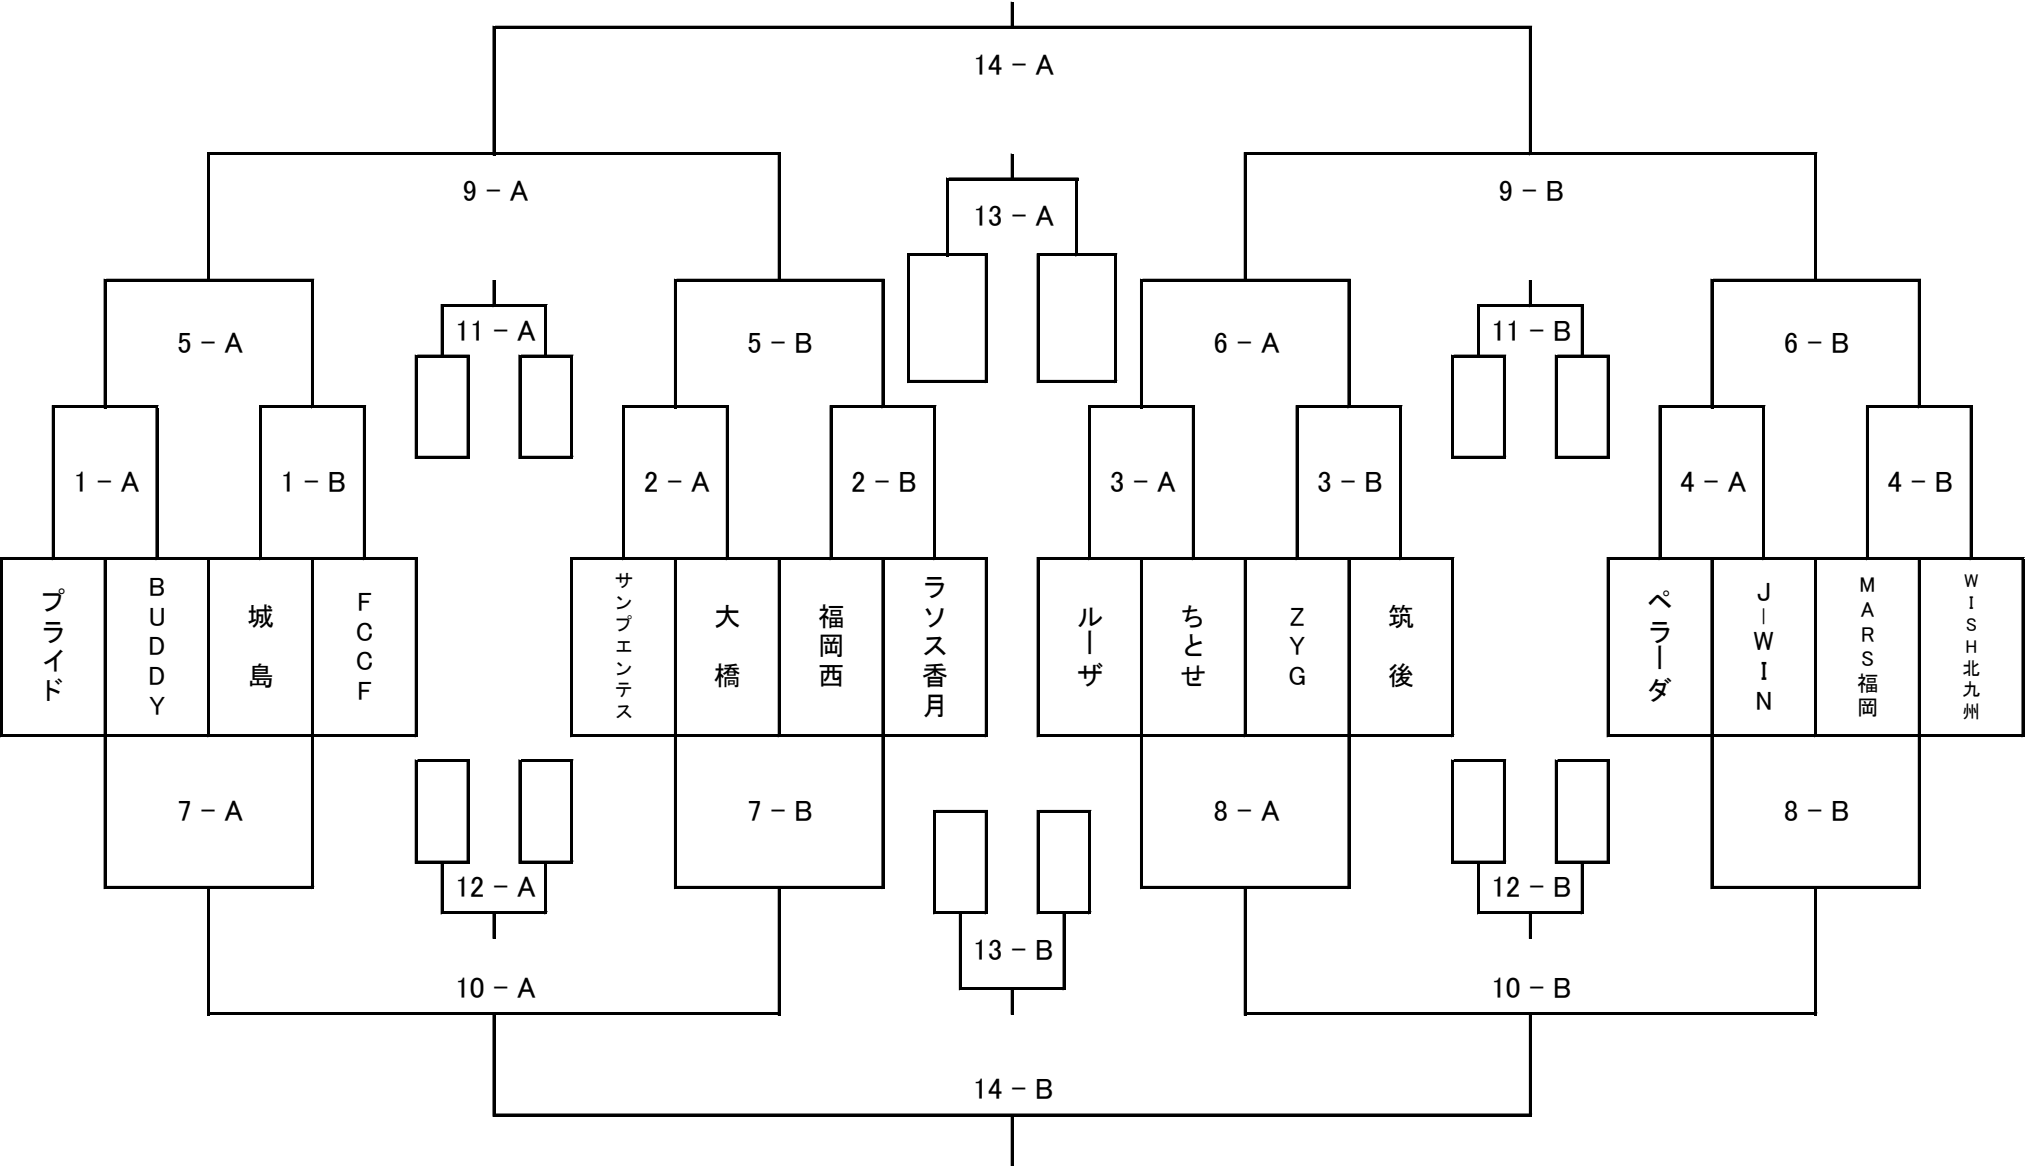 14 − A
9 − A
9 − B
13 − A
11 − A
11 − B
5 − A
5 − B
6 − A
6 − B
1 − A
1 − B
2 − A
2 − B
3 − A
3 − B
4 − A
4 − B
プライド
BUDDY
城島
FCCF
サンプエンテス
大橋
福岡西
ラソス香月
ルーザ
ちとせ
ZYG
筑後
ペラーダ
J−WIN
MARS福岡
WISH北九州
7 − A
7 − B
8 − A
8 − B
12 − A
12 − B
13 − B
10 − A
10 − B
14 − B